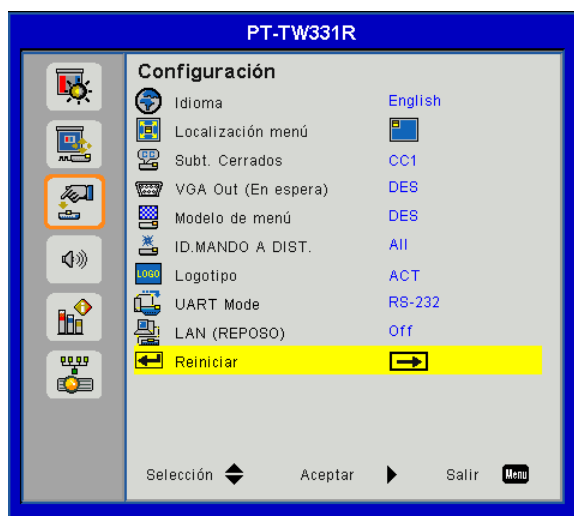 PT-TW331R
Configuración
Idioma English
Localización menú
Subt. Cerrados CC1
VGA Out (En espera) DES
Modelo de menú DES
ID.MANDO A DIST. All
LOGO Logotipo ACT
UART Mode RS-232
LAN (REPOSO) Off
Reiniciar
Selección Aceptar Salir Menu